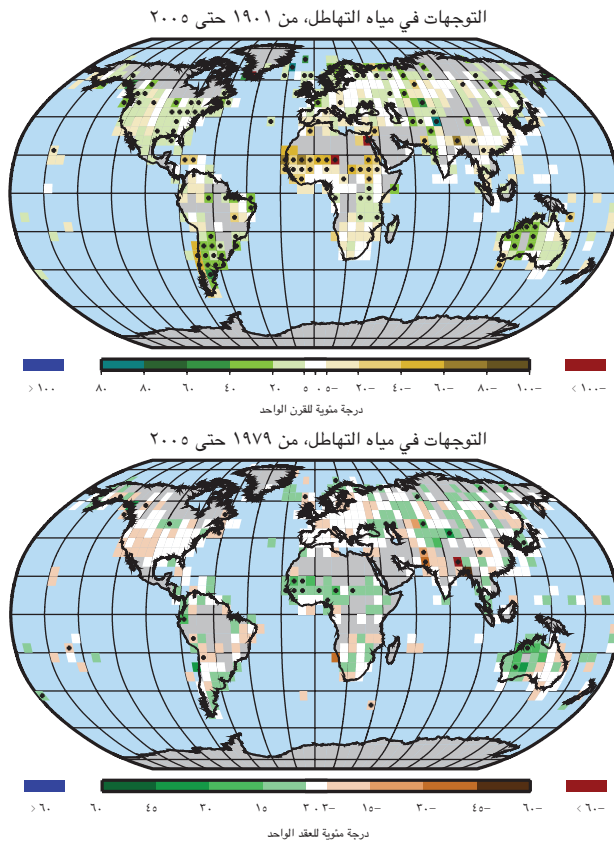 التوجهات في مياه التهاطل، من ١٩٠١ حتى ٢٠٠٥
< ١٠٠ ٨٠ ٨٠ ٦٠ ٤٠ ٢٠ ٥ ٠ ٥– ٢٠– ٤٠– ٦٠– ٨٠– ١٠٠– > ١٠٠–
درجة مئوية للقرن الواحد
التوجهات في مياه التهاطل، من ١٩٧٩ حتى ٢٠٠٥
< ٦٠ ٦٠ ٤٥ ٣٠ ١٥ ٣ ٠ ٣– ١٥– ٣٠– ٤٥– ٦٠– > ٦٠–
درجة مئوية للعقد الواحد